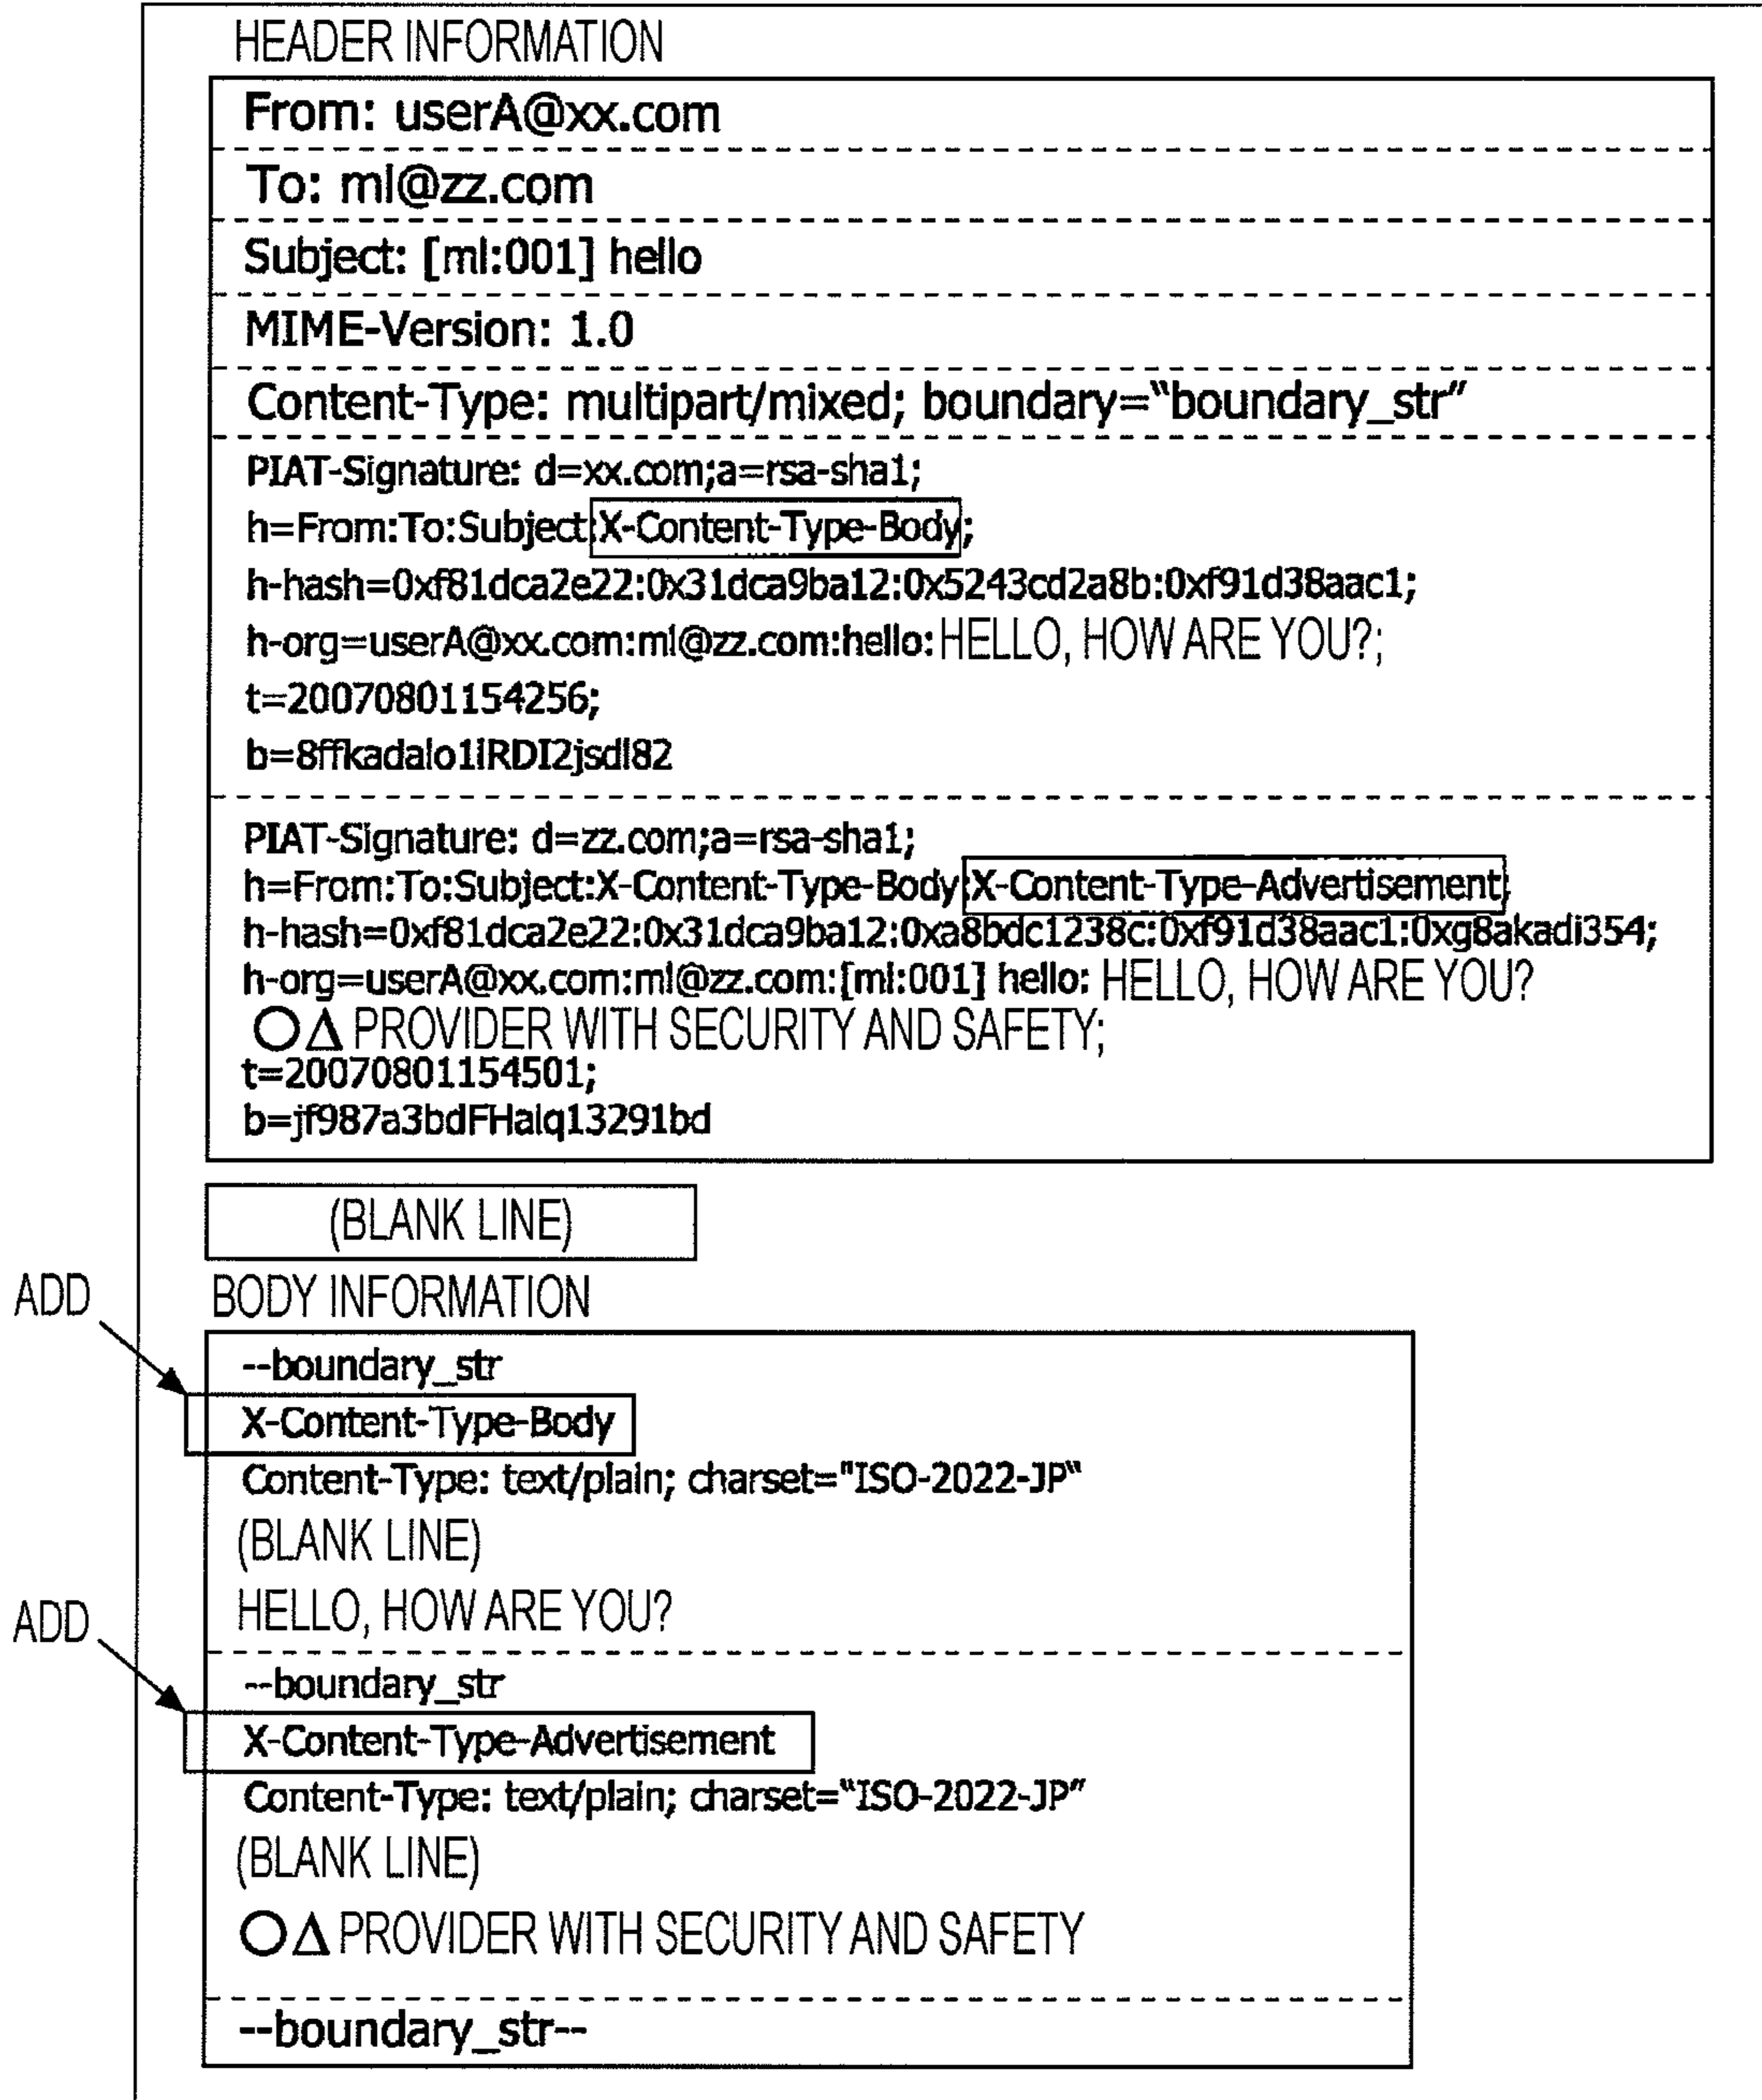 HEADER INFORMATION
From: userA@xx.com
To: ml@zz.com
Subject: [ml:001] hello
MIME-Version: 1.0
Content-Type: multipart/mixed; boundary=“boundary_str”
PIAT-Signature: d=xx.com;a=rsa-sha1;
h=From:To:Subject:X-Content-Type-Body;
h-hash=0xf81dca2e22:0x31dca9ba12:0x5243cd2a8b:0xf91d38aac1;
h-org=userA@xx.com:ml@zz.com:hello: HELLO, HOW ARE YOU?;
t=20070801154256;
b=8ffkadalo1iRDI2jsdl82
PIAT-Signature: d=zz.com;a=rsa-sha1;
h=From:To:Subject:X-Content-Type-Body:X-Content-Type-Advertisement;
h-hash=0xf81dca2e22:0x31dca9ba12:0xa8bdc1238c:0xf91d38aac1:0xg8akadi354;
h-org=userA@xx.com:ml@zz.com:[ml:001] hello: HELLO, HOW ARE YOU?
○△ PROVIDER WITH SECURITY AND SAFETY;
t=20070801154501;
b=jf987a3bdFHalq13291bd
(BLANK LINE)
ADD
BODY INFORMATION
--boundary_str
X-Content-Type-Body
Content-Type: text/plain; charset="ISO-2022-JP"
(BLANK LINE)
HELLO, HOW ARE YOU?
ADD
--boundary_str
X-Content-Type-Advertisement
Content-Type: text/plain; charset=“ISO-2022-JP”
(BLANK LINE)
○△ PROVIDER WITH SECURITY AND SAFETY
--boundary_str--